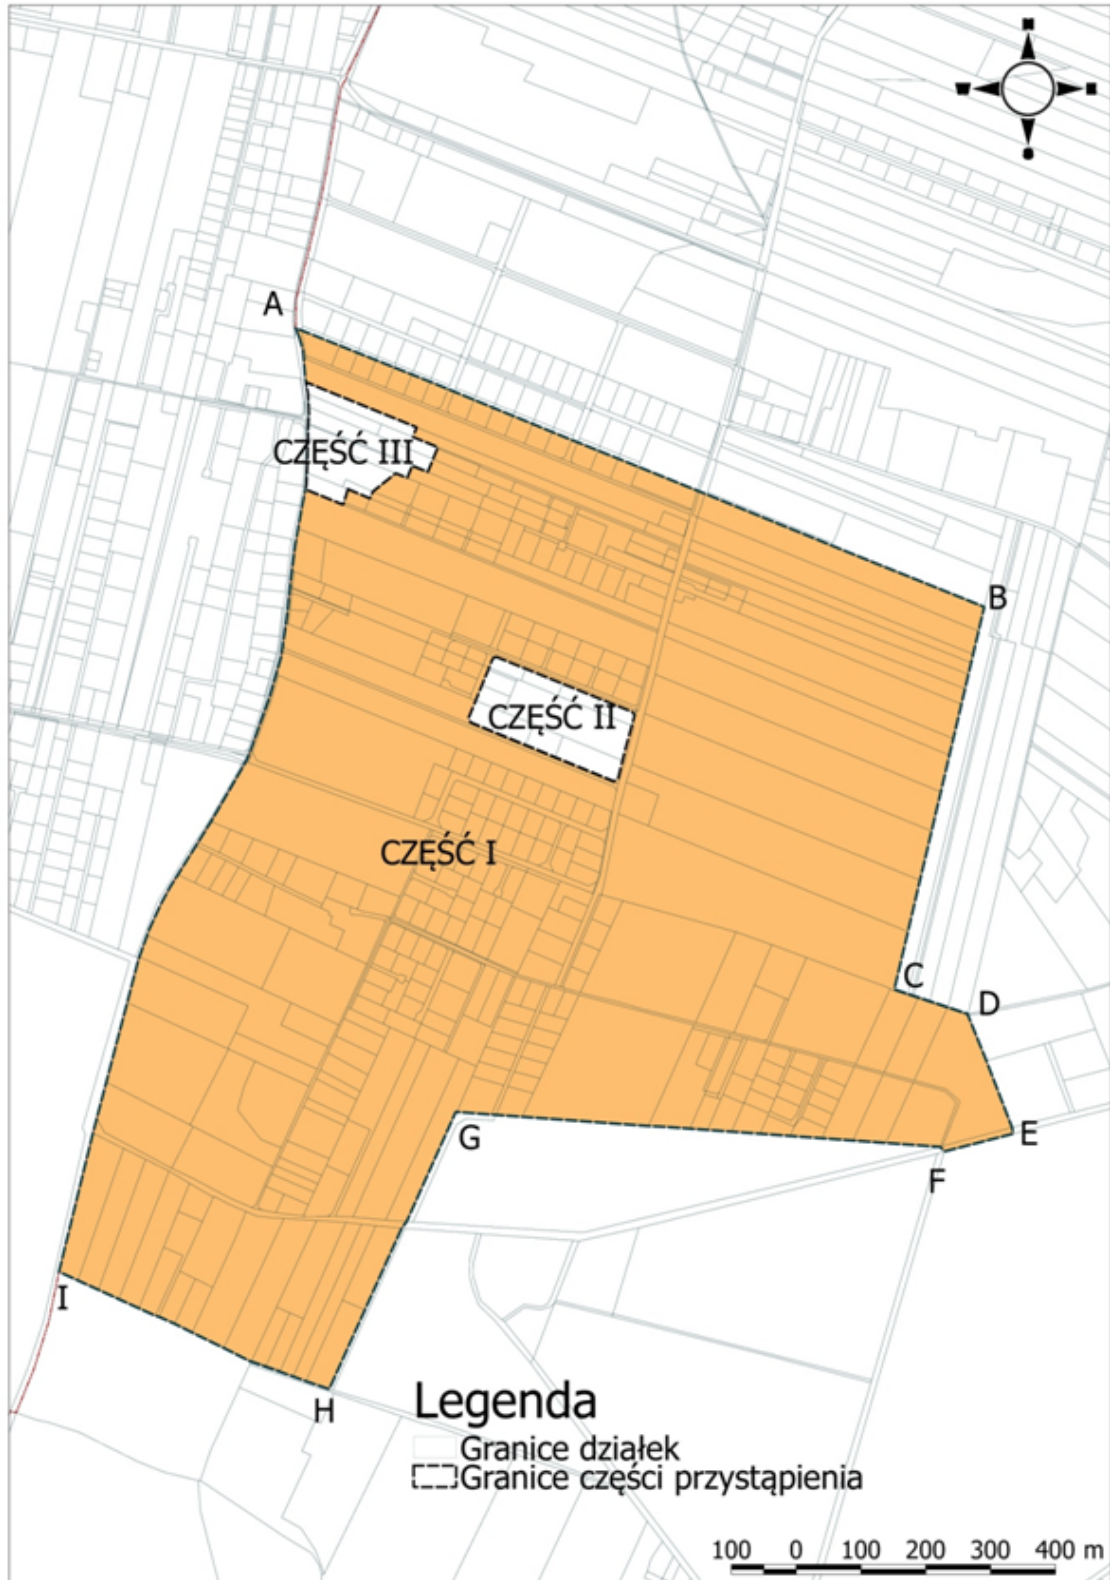 A
CZĘŚĆ III
B
CZĘŚĆ II
CZĘŚĆ I
C
D
E
G
F
I
H
Legenda
Granice działek
Granice części przystąpienia
100 0 100 200 300 400 m